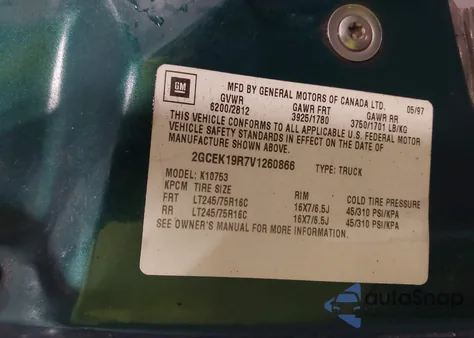 GM
MFD BY GENERAL MOTORS OF CANADA LTD. 05/97
GVWR GAWR FRT GAWR RR
6200/2812 3925/1780 3750/1701 LB/KG
THIS VEHICLE CONFORMS TO ALL APPLICABLE U.S. FEDERAL MOTOR
VEHICLE SAFETY STANDARDS IN EFFECT ON THE DATE OF
MANUFACTURE SHOWN ABOVE.
2GCEK19R7V1260866 TYPE: TRUCK
MODEL: K10753
KPCM TIRE SIZE RIM COLD TIRE PRESSURE
FRT LT245/75R16C 16X7/6.5J 45/310 PSI/KPA
RR LT245/75R16C 16X7/6.5J 45/310 PSI/KPA
SEE OWNER'S MANUAL FOR MORE INFORMATION.
autoSnap